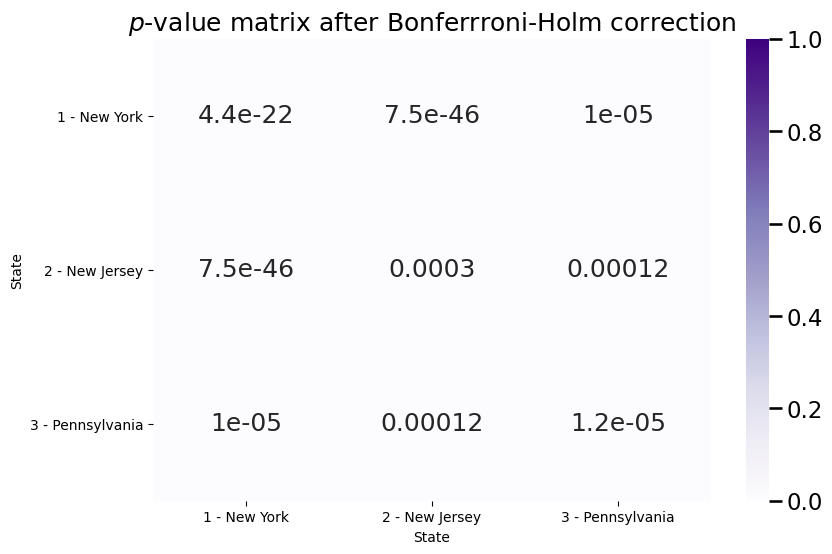 p-value matrix after Bonferrroni-Holm correction
1.0
1 - New York 4.4e-22 7.5e-46 1e-05
0.8
0.6
State
2 - New Jersey 7.5e-46 0.0003 0.00012
0.4
0.2
3 - Pennsylvania 1e-05 0.00012 1.2e-05
0.0
1 - New York 2 - New Jersey 3 - Pennsylvania
State